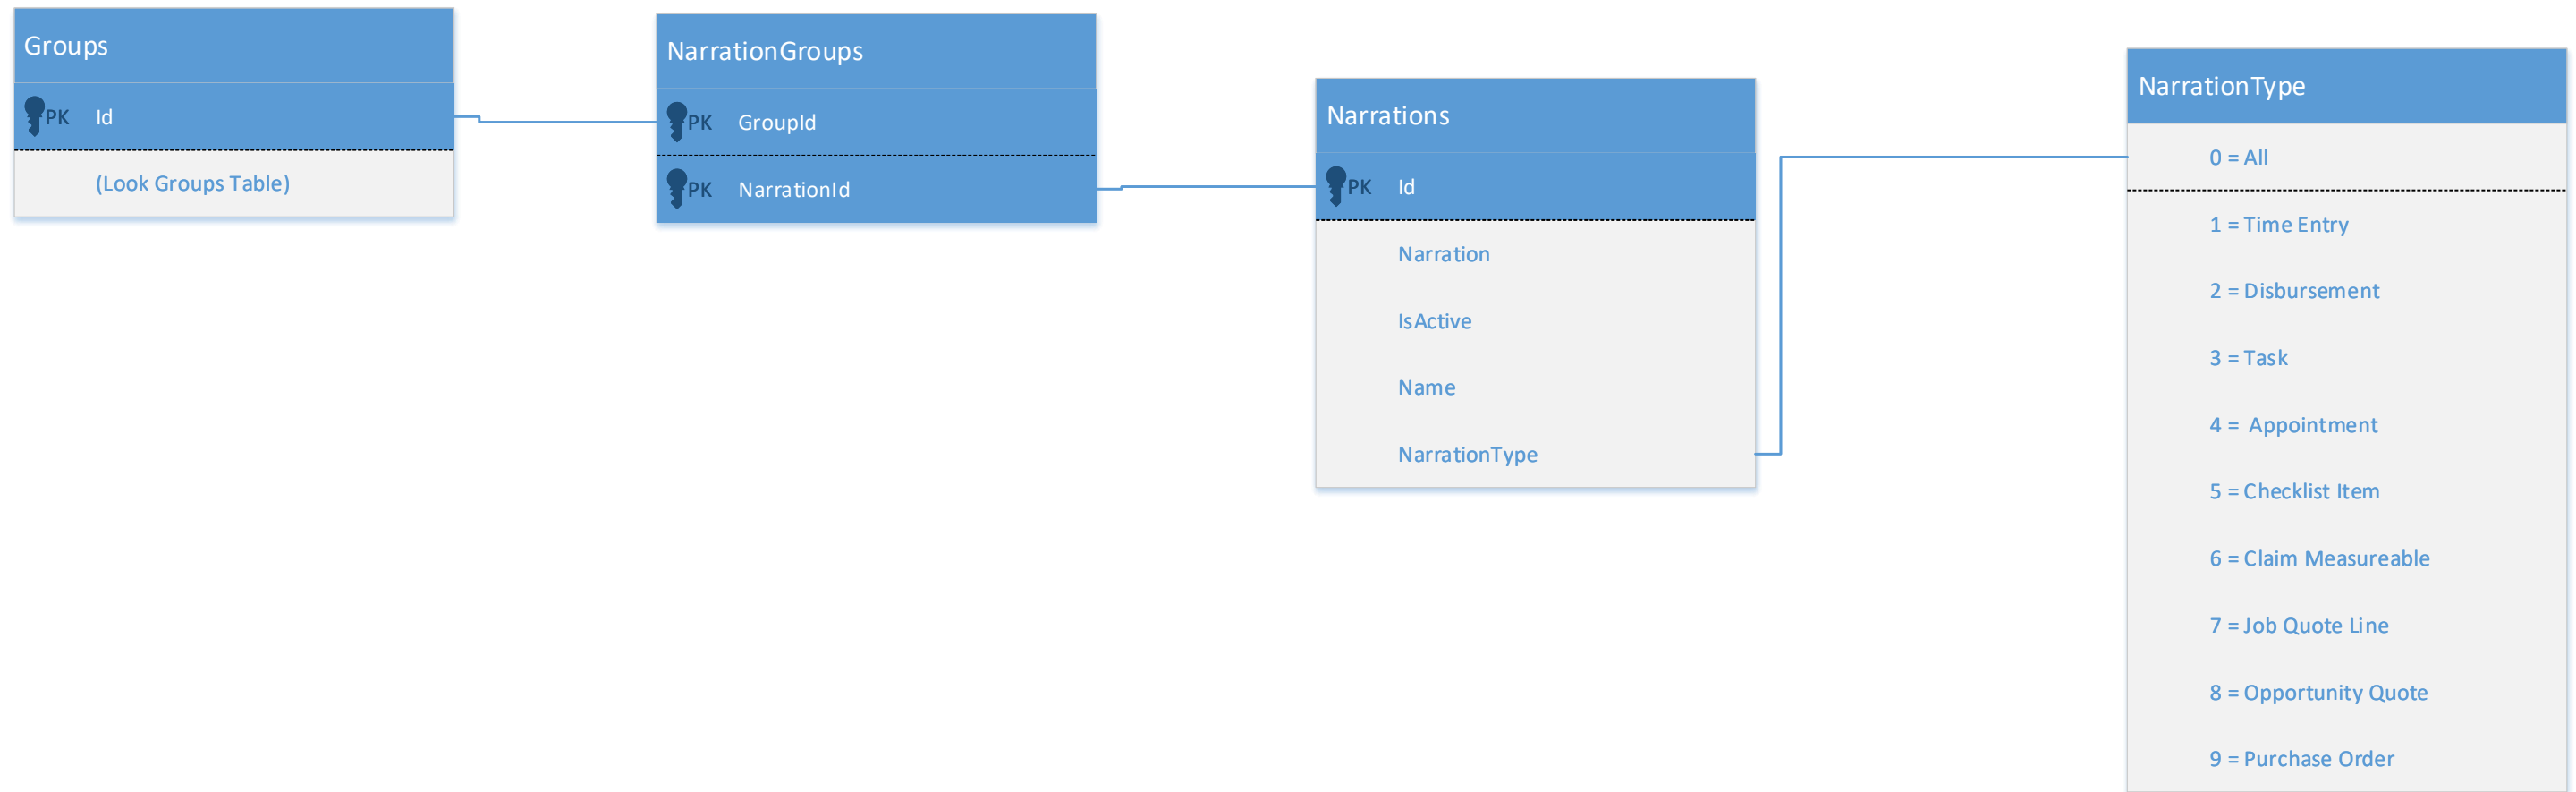 Groups
PK Id
(Look Groups Table)
NarrationGroups
PK GroupId
PK NarrationId
Narrations
PK Id
Narration
IsActive
Name
NarrationType
NarrationType
0 = All
1 = Time Entry
2 = Disbursement
3 = Task
4 =  Appointment
5 = Checklist Item
6 = Claim Measureable
7 = Job Quote Line
8 = Opportunity Quote
9 = Purchase Order